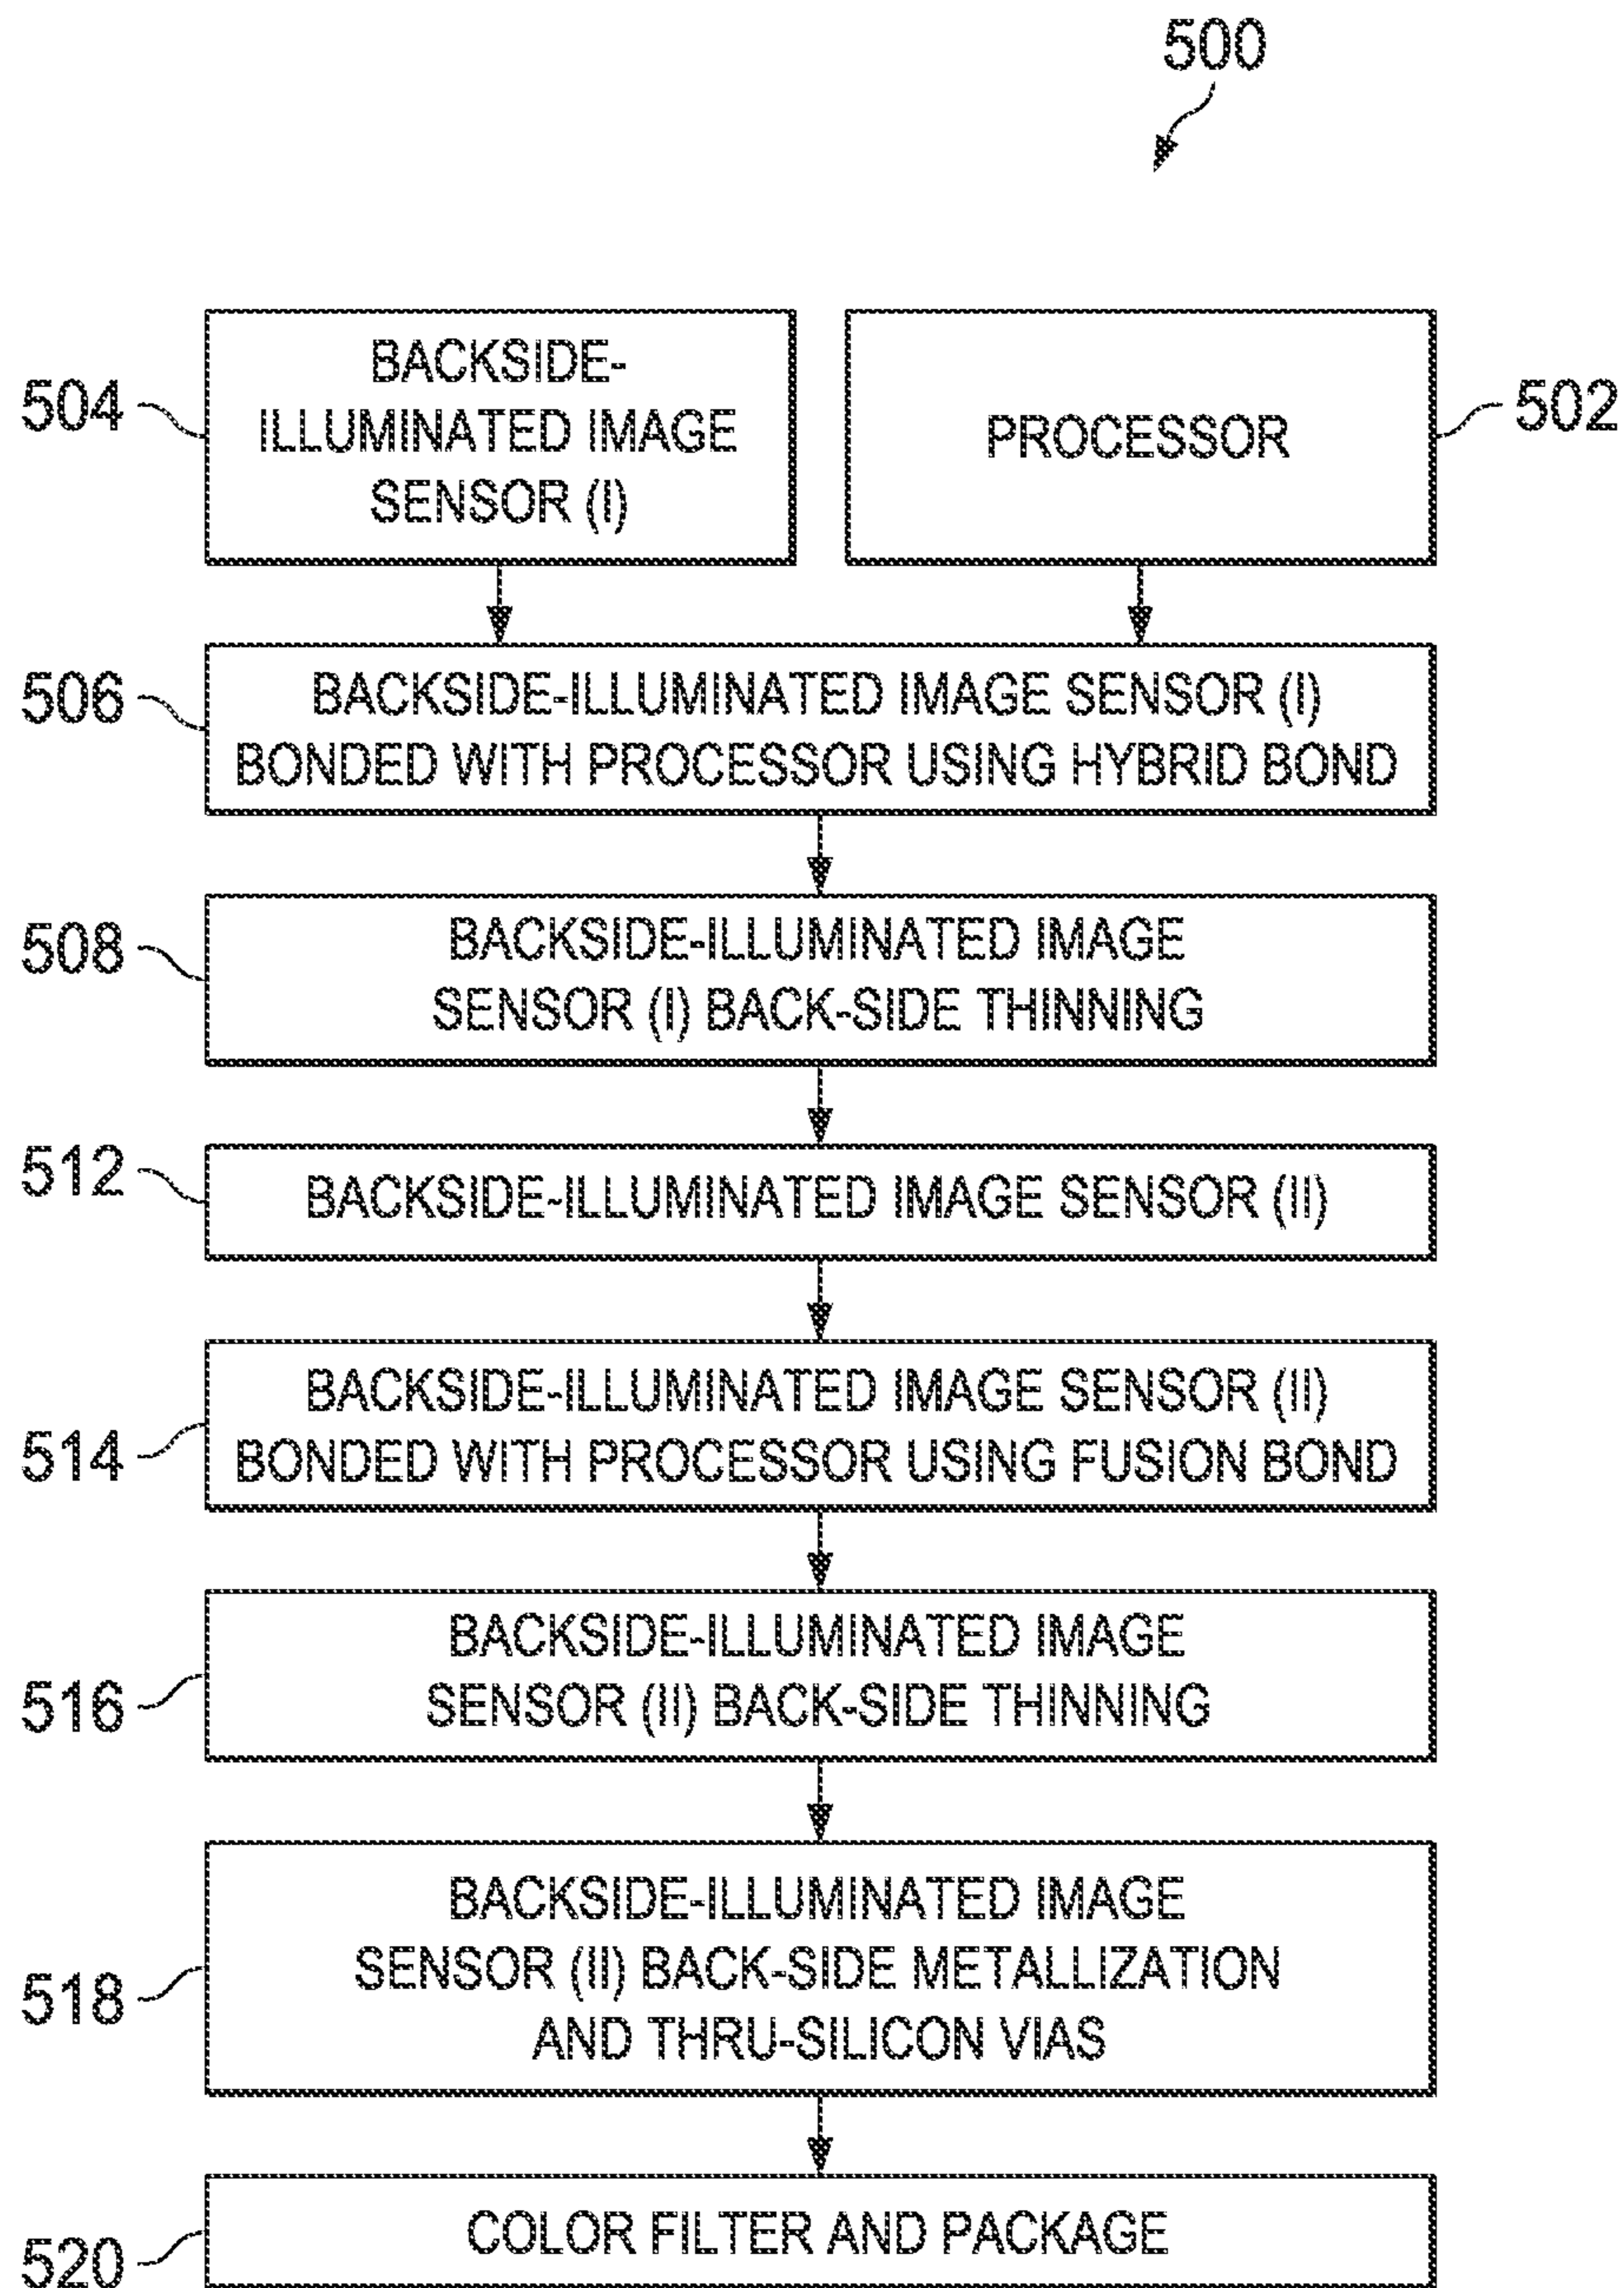 500
504
BACKSIDE-
ILLUMINATED IMAGE
SENSOR (I)
PROCESSOR
502
506
BACKSIDE-ILLUMINATED IMAGE SENSOR (I)
BONDED WITH PROCESSOR USING HYBRID BOND
508
BACKSIDE-ILLUMINATED IMAGE
SENSOR (I) BACK-SIDE THINNING
512
BACKSIDE-ILLUMINATED IMAGE SENSOR (II)
514
BACKSIDE-ILLUMINATED IMAGE SENSOR (II)
BONDED WITH PROCESSOR USING FUSION BOND
516
BACKSIDE-ILLUMINATED IMAGE
SENSOR (II) BACK-SIDE THINNING
518
BACKSIDE-ILLUMINATED IMAGE
SENSOR (II) BACK-SIDE METALLIZATION
AND THRU-SILICON VIAS
520
COLOR FILTER AND PACKAGE